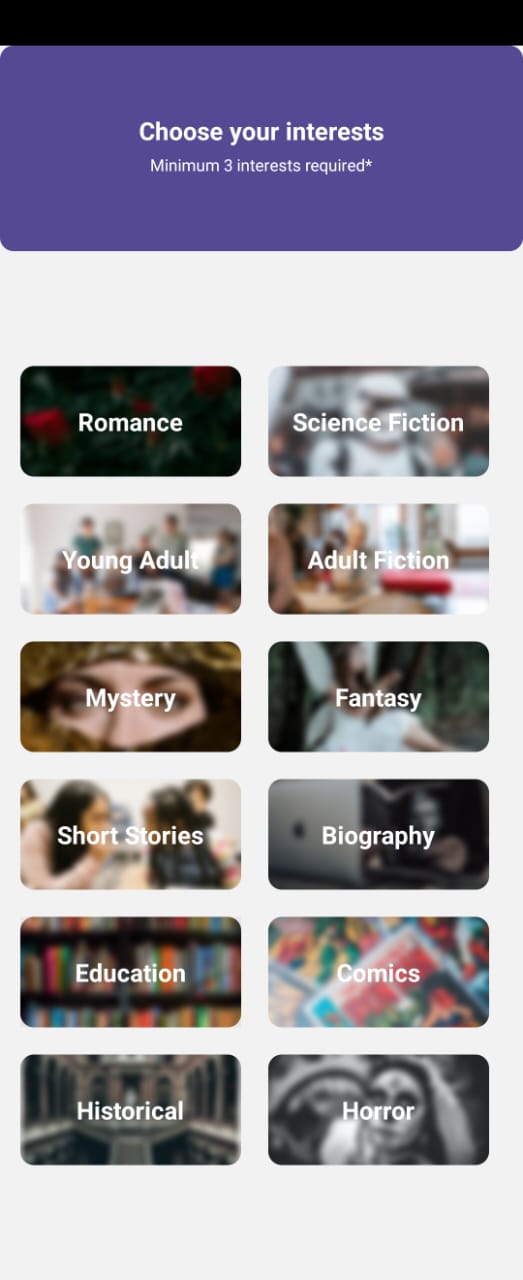 Choose your interests
Minimum 3 interests required*
Romance
Science Fiction
Young Adult
Adult Fiction
Mystery
Fantasy
Short Stories
Biography
Education
Comics
Historical
Horror